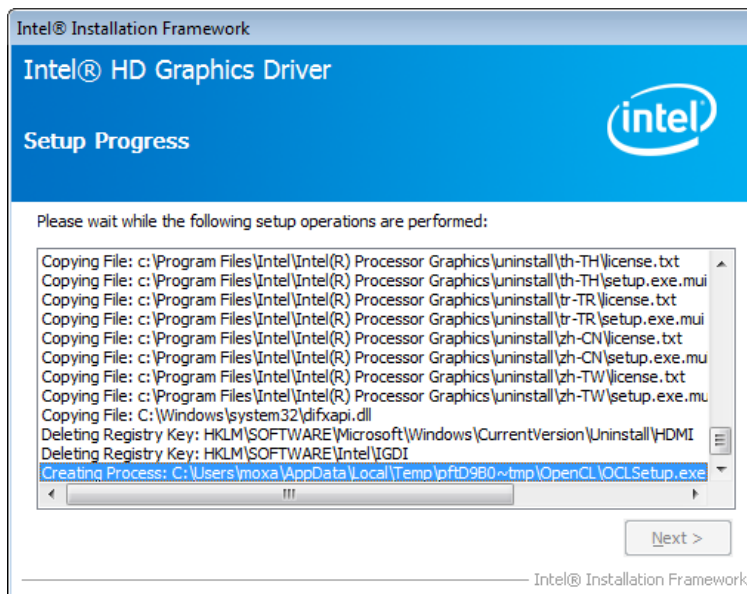 Intel® Installation Framework
Intel® HD Graphics Driver
intel
Setup Progress
Please wait while the following setup operations are performed:
Copying File: c:\Program Files\Intel\Intel(R) Processor Graphics\uninstall\th-TH\license.txt
Copying File: c:\Program Files\Intel\Intel(R) Processor Graphics\uninstall\th-TH\setup.exe.mui
Copying File: c:\Program Files\Intel\Intel(R) Processor Graphics\uninstall\tr-TR\license.txt
Copying File: c:\Program Files\Intel\Intel(R) Processor Graphics\uninstall\tr-TR\setup.exe.mui
Copying File: c:\Program Files\Intel\Intel(R) Processor Graphics\uninstall\zh-CN\license.txt
Copying File: c:\Program Files\Intel\Intel(R) Processor Graphics\uninstall\zh-CN\setup.exe.mu
Copying File: c:\Program Files\Intel\Intel(R) Processor Graphics\uninstall\zh-TW\license.txt
Copying File: c:\Program Files\Intel\Intel(R) Processor Graphics\uninstall\zh-TW\setup.exe.mu
Copying File: C:\Windows\system32\difxapi.dll
Deleting Registry Key: HKLM\SOFTWARE\Microsoft\Windows\CurrentVersion\Uninstall\HDMI
Deleting Registry Key: HKLM\SOFTWARE\Intel\IGDI
Creating Process: C:\Users\moxa\AppData\Local\Temp\pftD9B0~tmp\OpenCL\OCLSetup.exe
Next >
Intel® Installation Framework